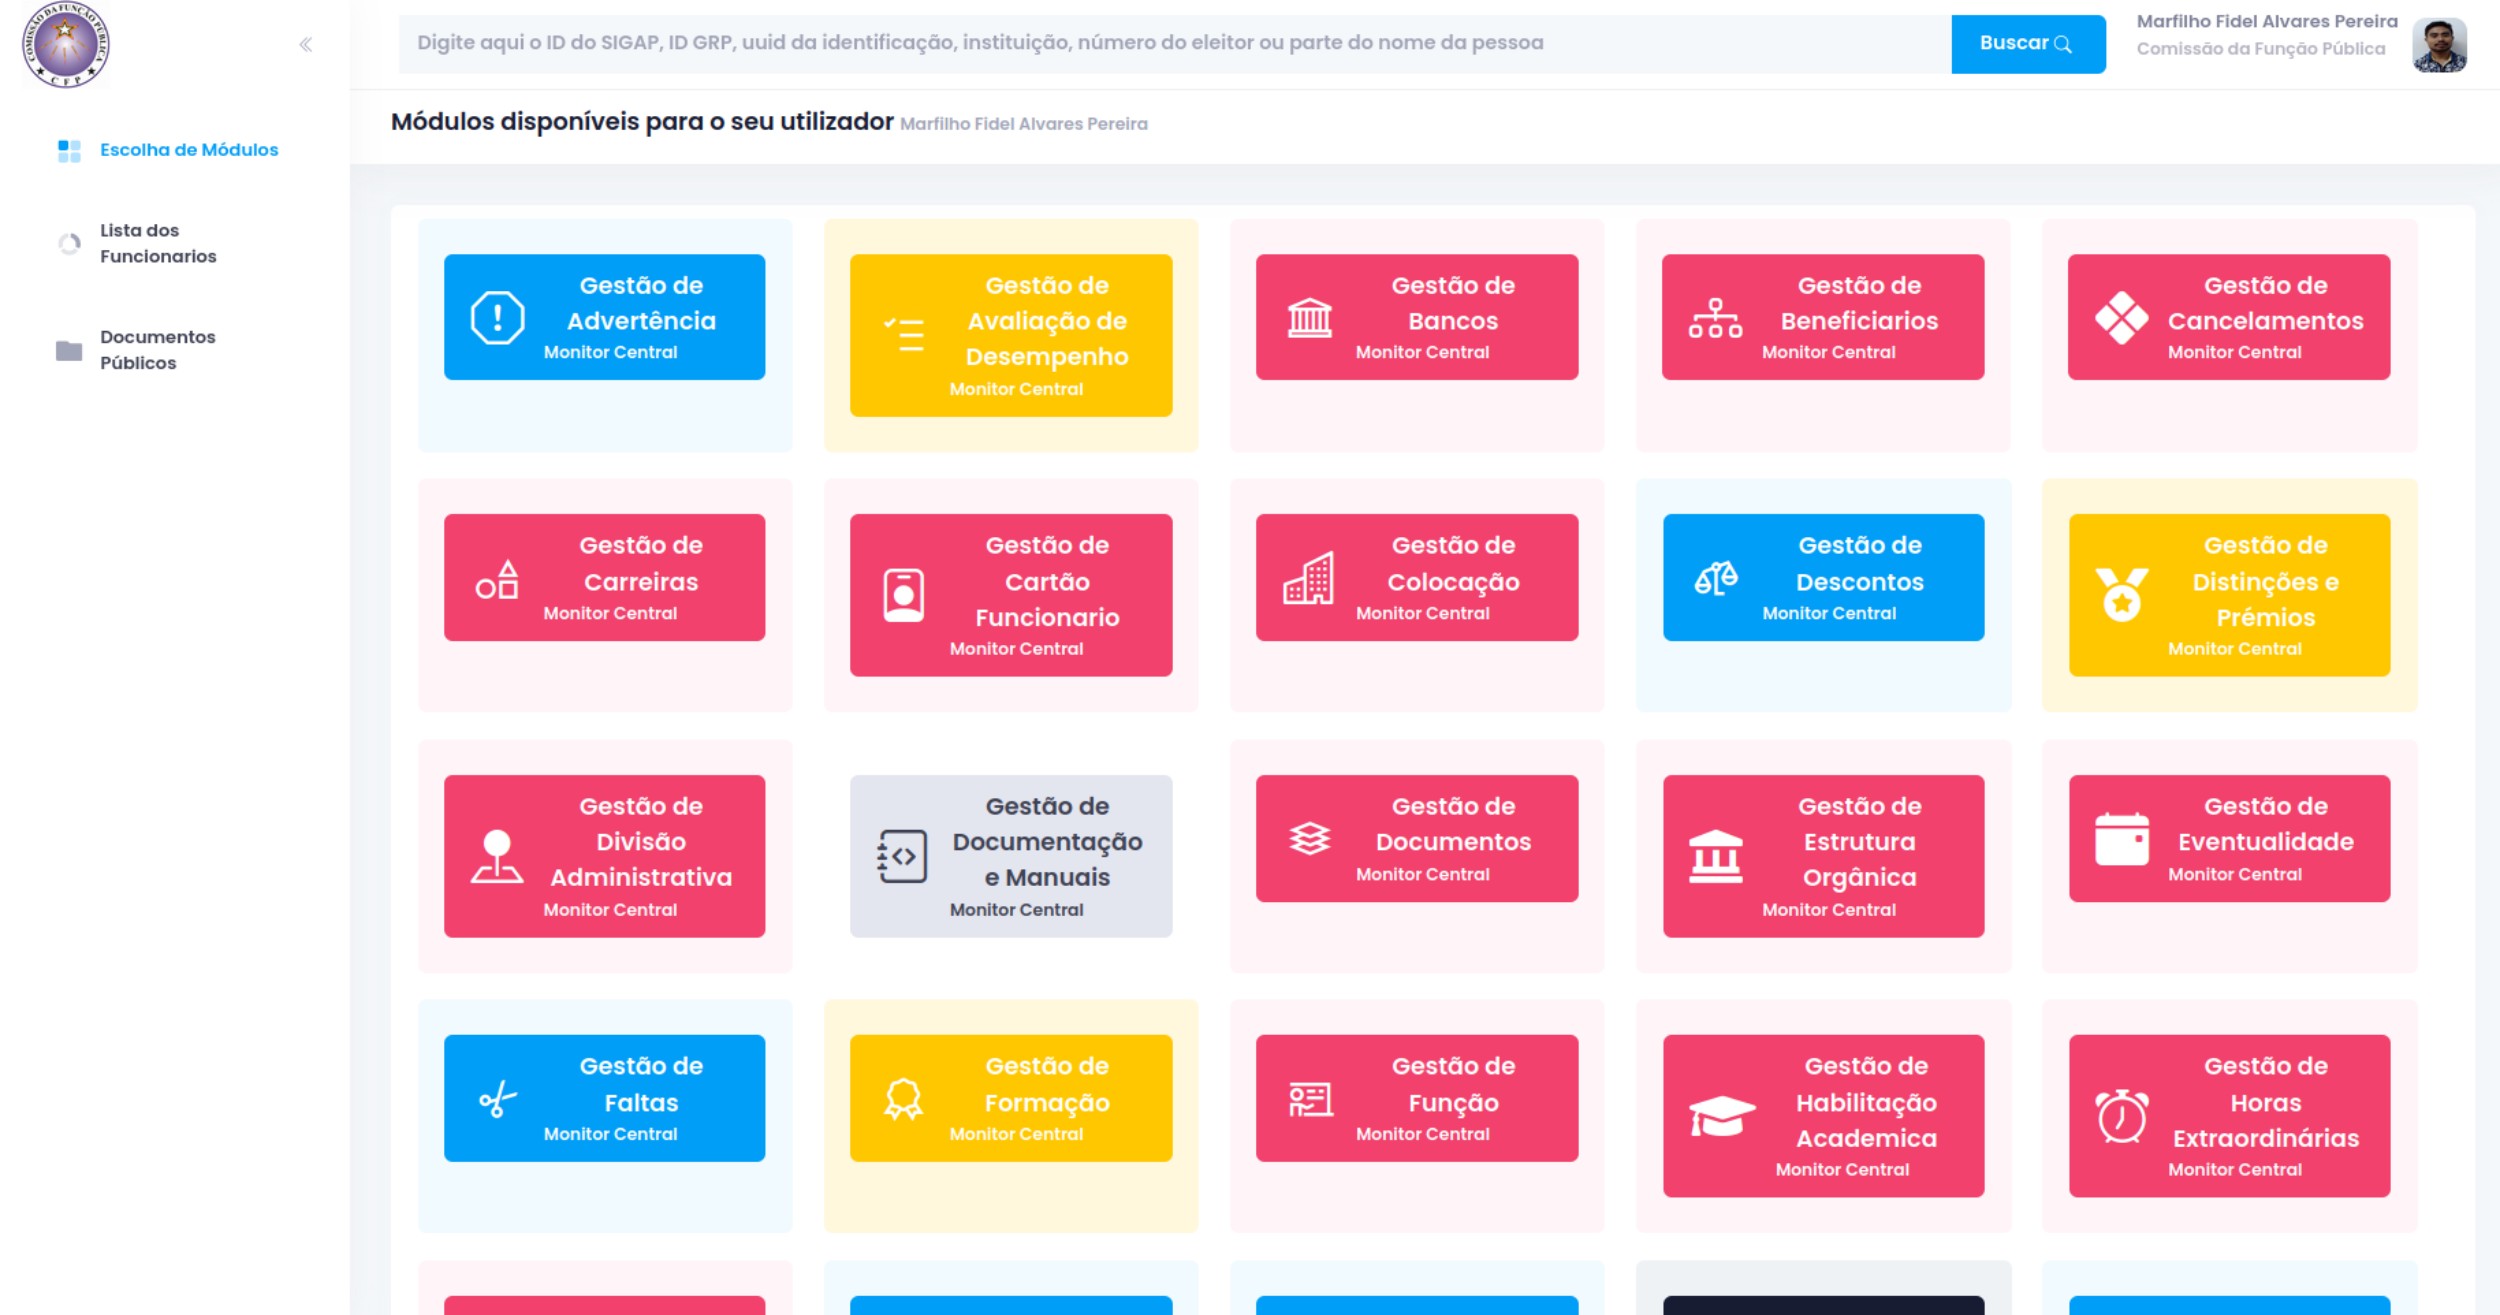 COMISSÃO DA FUNÇÃO PÚBLICA
C F P
Digite aqui o ID do SIGAP, ID GRP, uuid da identificação, instituição, número do eleitor ou parte do nome da pessoa
Buscar
Marfilho Fidel Alvares Pereira
Comissão da Função Pública
Escolha de Módulos
Lista dos
Funcionarios
Documentos
Públicos
Módulos disponíveis para o seu utilizador Marfilho Fidel Alvares Pereira
Gestão de
Advertência
Monitor Central
Gestão de
Avaliação de
Desempenho
Monitor Central
Gestão de
Bancos
Monitor Central
Gestão de
Beneficiarios
Monitor Central
Gestão de
Cancelamentos
Monitor Central
Gestão de
Carreiras
Monitor Central
Gestão de
Cartão
Funcionario
Monitor Central
Gestão de
Colocação
Monitor Central
Gestão de
Descontos
Monitor Central
Gestão de
Distinções e
Prémios
Monitor Central
Gestão de
Divisão
Administrativa
Monitor Central
Gestão de
Documentação
e Manuais
Monitor Central
Gestão de
Documentos
Monitor Central
Gestão de
Estrutura
Orgânica
Monitor Central
Gestão de
Eventualidade
Monitor Central
Gestão de
Faltas
Monitor Central
Gestão de
Formação
Monitor Central
Gestão de
Função
Monitor Central
Gestão de
Habilitação
Academica
Monitor Central
Gestão de
Horas
Extraordinárias
Monitor Central